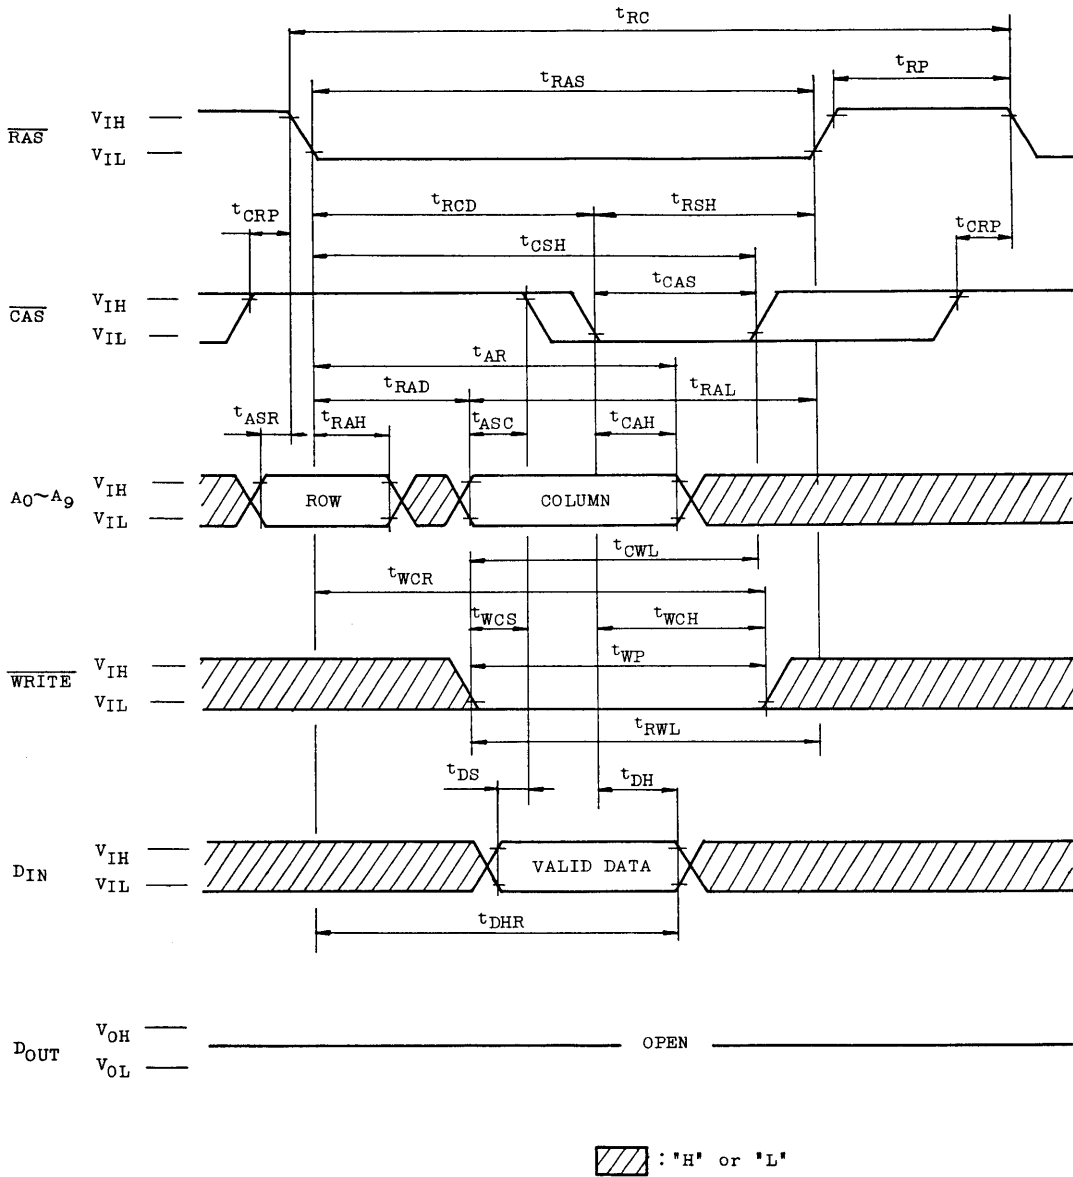 tRC
tRAS
tRP
RAS
VIH
VIL
tCRP
tRCD
tRSH
tCSH
tCAS
tCRP
CAS
VIH
VIL
tAR
tRAD
tRAL
tASR
tRAH
tASC
tCAH
A0~A9
VIH
VIL
ROW
COLUMN
tCWL
tWCR
tWCS
tWCH
tWP
WRITE
VIH
VIL
tRWL
tDS
tDH
DIN
VIH
VIL
VALID DATA
tDHR
DOUT
VOH
VOL
OPEN
:"H" or "L"